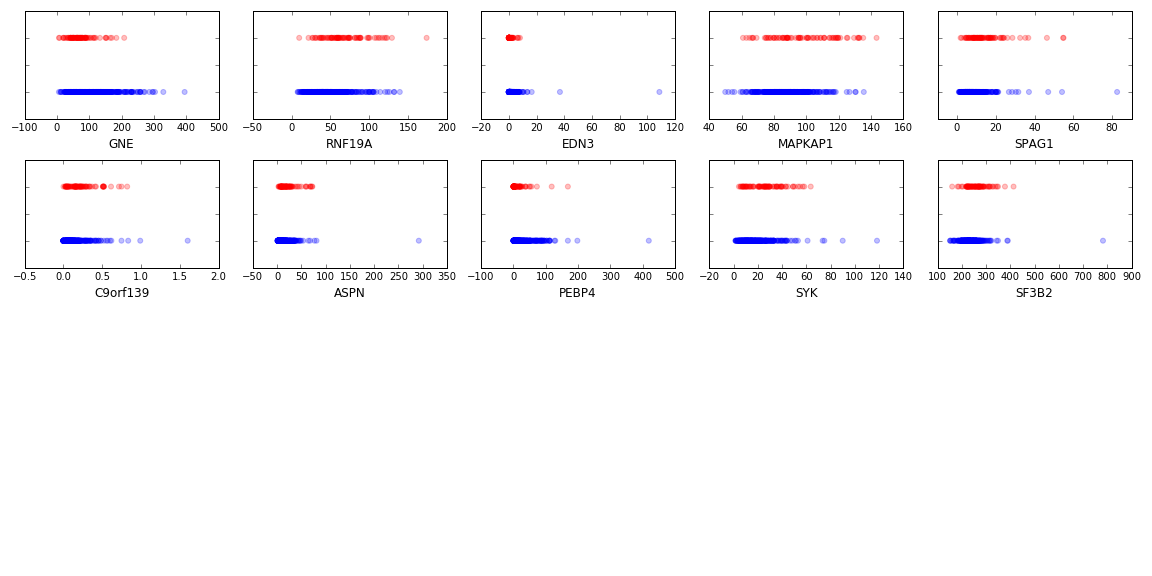 −100 0 100 200 300 400 500
GNE
−50 0 50 100 150 200
RNF19A
−20 0 20 40 60 80 100 120
EDN3
40 60 80 100 120 140 160
MAPKAP1
0 20 40 60 80
SPAG1
−0.5 0.0 0.5 1.0 1.5 2.0
C9orf139
−50 0 50 100 150 200 250 300 350
ASPN
−100 0 100 200 300 400 500
PEBP4
−20 0 20 40 60 80 100 120 140
SYK
100 200 300 400 500 600 700 800 900
SF3B2